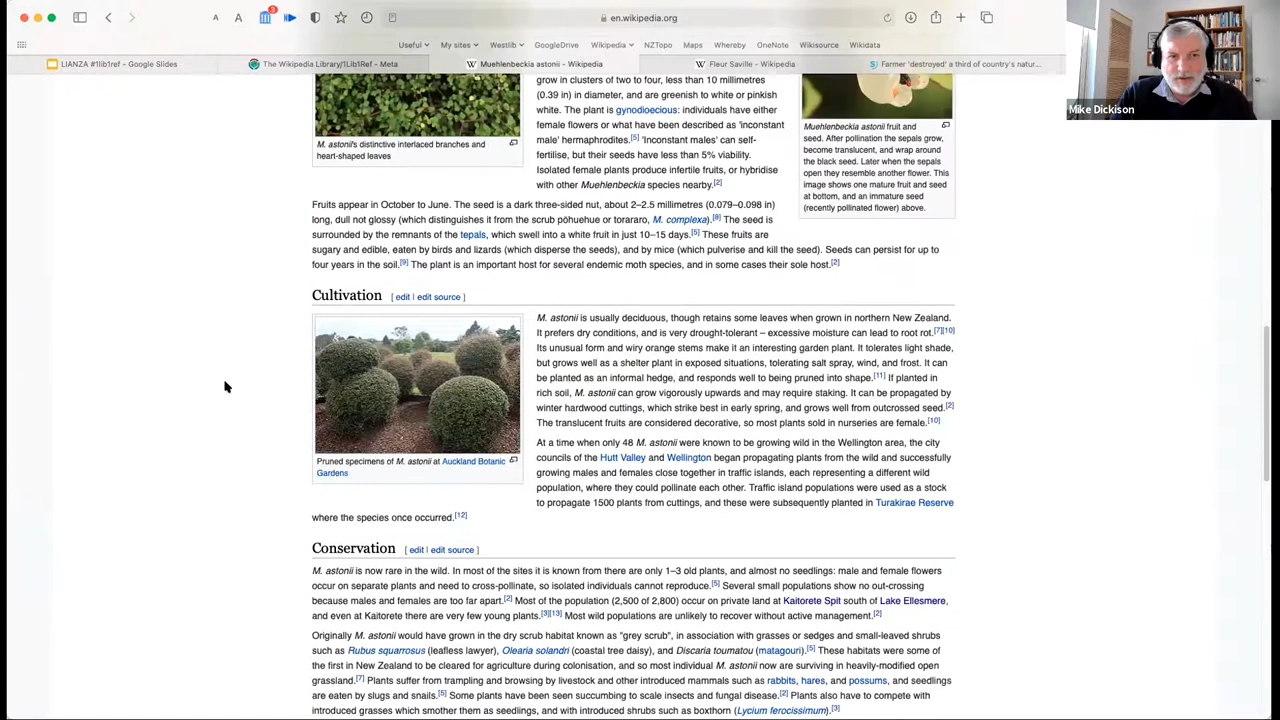 en.wikipedia.org
3
A A
Useful My sites Westlib GoogleDrive Wikipedia NZTopo Maps Whereby OneNote Wikisource Wikidata
LIANZA #1lib1ref – Google Slides
The Wikipedia Library/1Lib1Ref - Meta
Muehlenbeckia astonii – Wikipedia
Fleur Saville – Wikipedia
Farmer 'destroyed' a third of country's natur...
Mike Dickison
M. astonii's distinctive interlaced branches and
heart-shaped leaves
grow in clusters of two to four, less than 10 millimetres
(0.39 in) in diameter, and are greenish to white or pinkish
white. The plant is gynodioecious: individuals have either
female flowers or what have been described as 'inconstant
male' hermaphrodites.[5] 'Inconstant males' can self-
fertilise, but their seeds have less than 5% viability.
Isolated female plants produce infertile fruits, or hybridise
with other Muehlenbeckia species nearby.[2]
Muehlenbeckia astonii fruit and
seed. After pollination the sepals grow,
become translucent, and wrap around
the black seed. Later when the sepals
open they resemble another flower. This
image shows one mature fruit and seed
at bottom, and an immature seed
(recently pollinated flower) above.
Fruits appear in October to June. The seed is a dark three-sided nut, about 2–2.5 millimetres (0.079–0.098 in)
long, dull not glossy (which distinguishes it from the scrub pōhuehue or tororaro, M. complexa).[8] The seed is
surrounded by the remnants of the tepals, which swell into a white fruit in just 10–15 days.[5] These fruits are
sugary and edible, eaten by birds and lizards (which disperse the seeds), and by mice (which pulverise and kill the seed). Seeds can persist for up to
four years in the soil.[9] The plant is an important host for several endemic moth species, and in some cases their sole host.[2]
Cultivation [ edit | edit source ]
Pruned specimens of M. astonii at Auckland Botanic
Gardens
M. astonii is usually deciduous, though retains some leaves when grown in northern New Zealand.
It prefers dry conditions, and is very drought-tolerant – excessive moisture can lead to root rot.[7][10]
Its unusual form and wiry orange stems make it an interesting garden plant. It tolerates light shade,
but grows well as a shelter plant in exposed situations, tolerating salt spray, wind, and frost. It can
be planted as an informal hedge, and responds well to being pruned into shape.[11] If planted in
rich soil, M. astonii can grow vigorously upwards and may require staking. It can be propagated by
winter hardwood cuttings, which strike best in early spring, and grows well from outcrossed seed.[2]
The translucent fruits are considered decorative, so most plants sold in nurseries are female.[10]
At a time when only 48 M. astonii were known to be growing wild in the Wellington area, the city
councils of the Hutt Valley and Wellington began propagating plants from the wild and successfully
growing males and females close together in traffic islands, each representing a different wild
population, where they could pollinate each other. Traffic island populations were used as a stock
to propagate 1500 plants from cuttings, and these were subsequently planted in Turakirae Reserve
where the species once occurred.[12]
Conservation [ edit | edit source ]
M. astonii is now rare in the wild. In most of the sites it is known from there are only 1–3 old plants, and almost no seedlings: male and female flowers
occur on separate plants and need to cross-pollinate, so isolated individuals cannot reproduce.[5] Several small populations show no out-crossing
because males and females are too far apart.[2] Most of the population (2,500 of 2,800) occur on private land at Kaitorete Spit south of Lake Ellesmere,
and even at Kaitorete there are very few young plants.[3][13] Most wild populations are unlikely to recover without active management.[2]
Originally M. astonii would have grown in the dry scrub habitat known as "grey scrub", in association with grasses or sedges and small-leaved shrubs
such as Rubus squarrosus (leafless lawyer), Olearia solandri (coastal tree daisy), and Discaria toumatou (matagouri).[5] These habitats were some of
the first in New Zealand to be cleared for agriculture during colonisation, and so most individual M. astonii now are surviving in heavily-modified open
grassland.[7] Plants suffer from trampling and browsing by livestock and other introduced mammals such as rabbits, hares, and possums, and seedlings
are eaten by slugs and snails.[5] Some plants have been seen succumbing to scale insects and fungal disease.[2] Plants also have to compete with
introduced grasses which smother them as seedlings, and with introduced shrubs such as boxthorn (Lycium ferocissimum).[3]